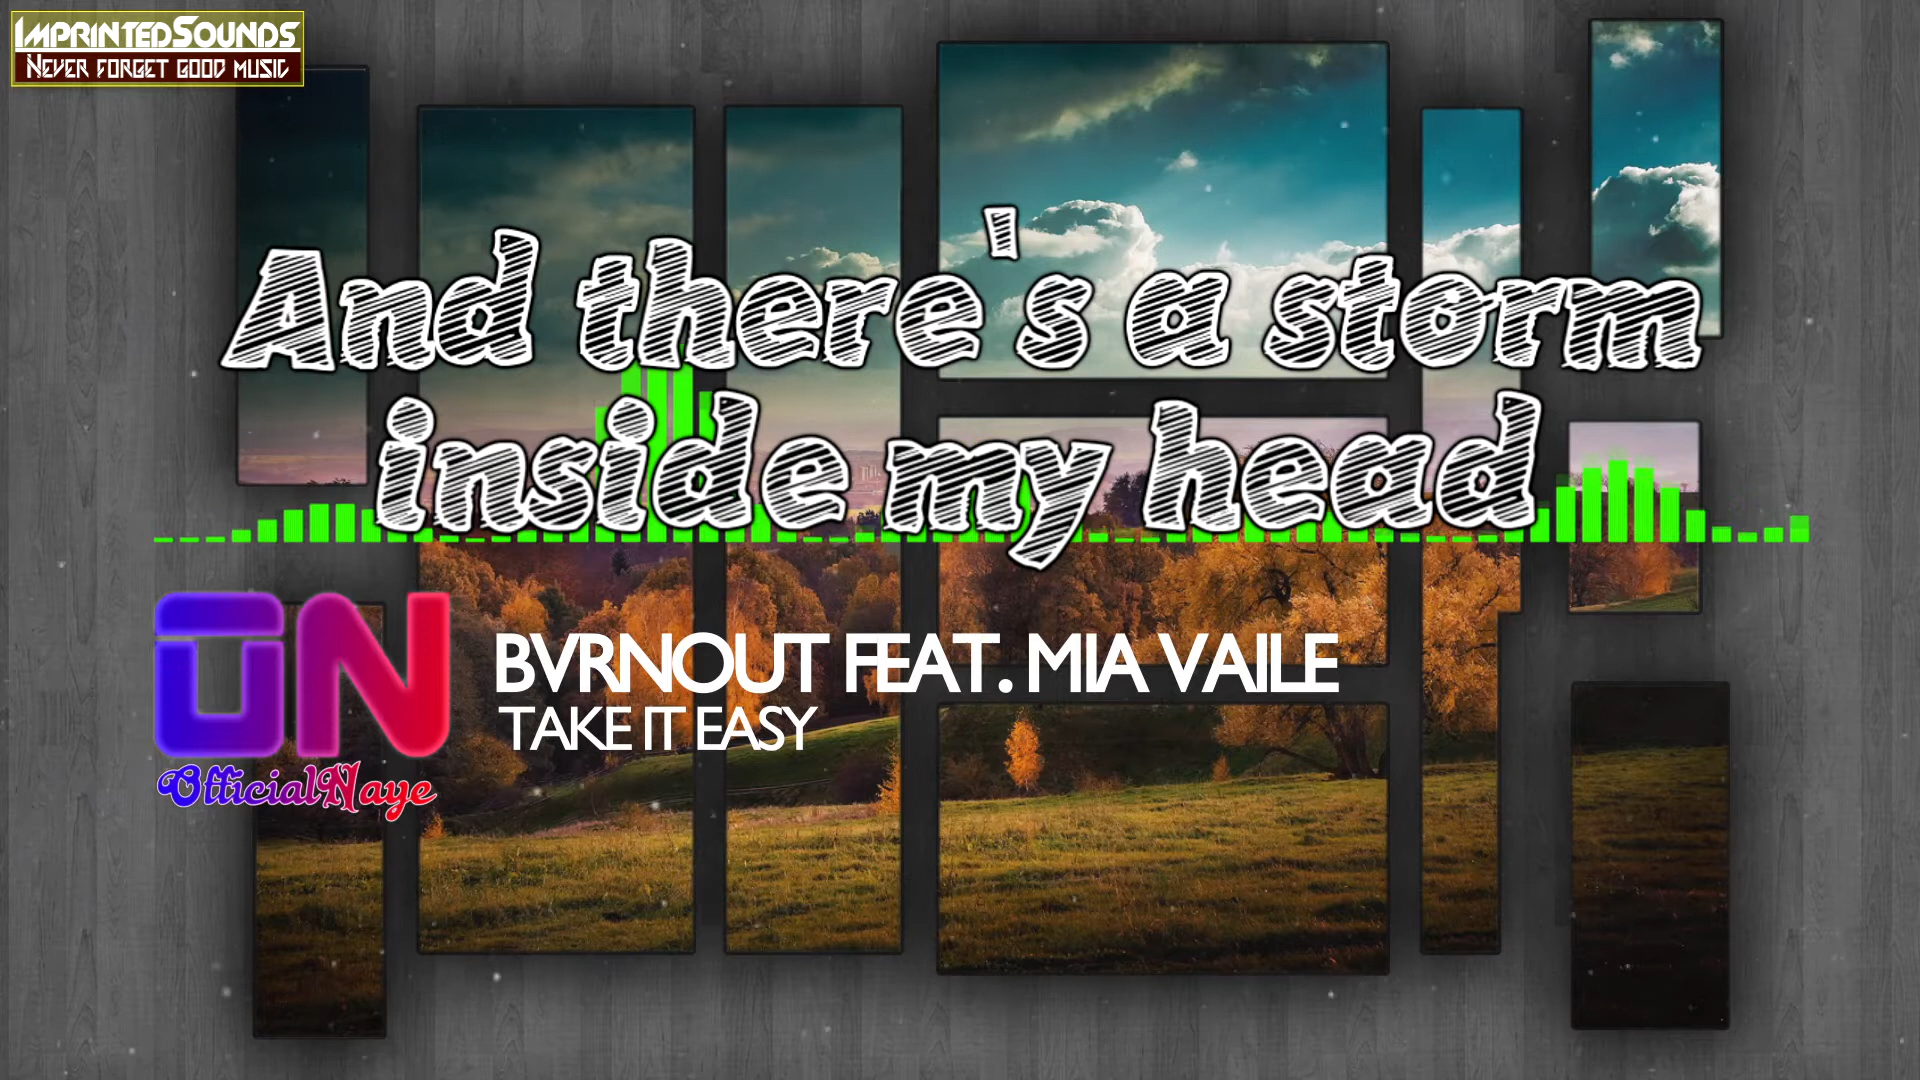 ImprintedSounds
Never forget good music
And there's a storm
inside my head
ON
BVRNOUT FEAT. MIA VAILE
TAKE IT EASY
OfficialNaye